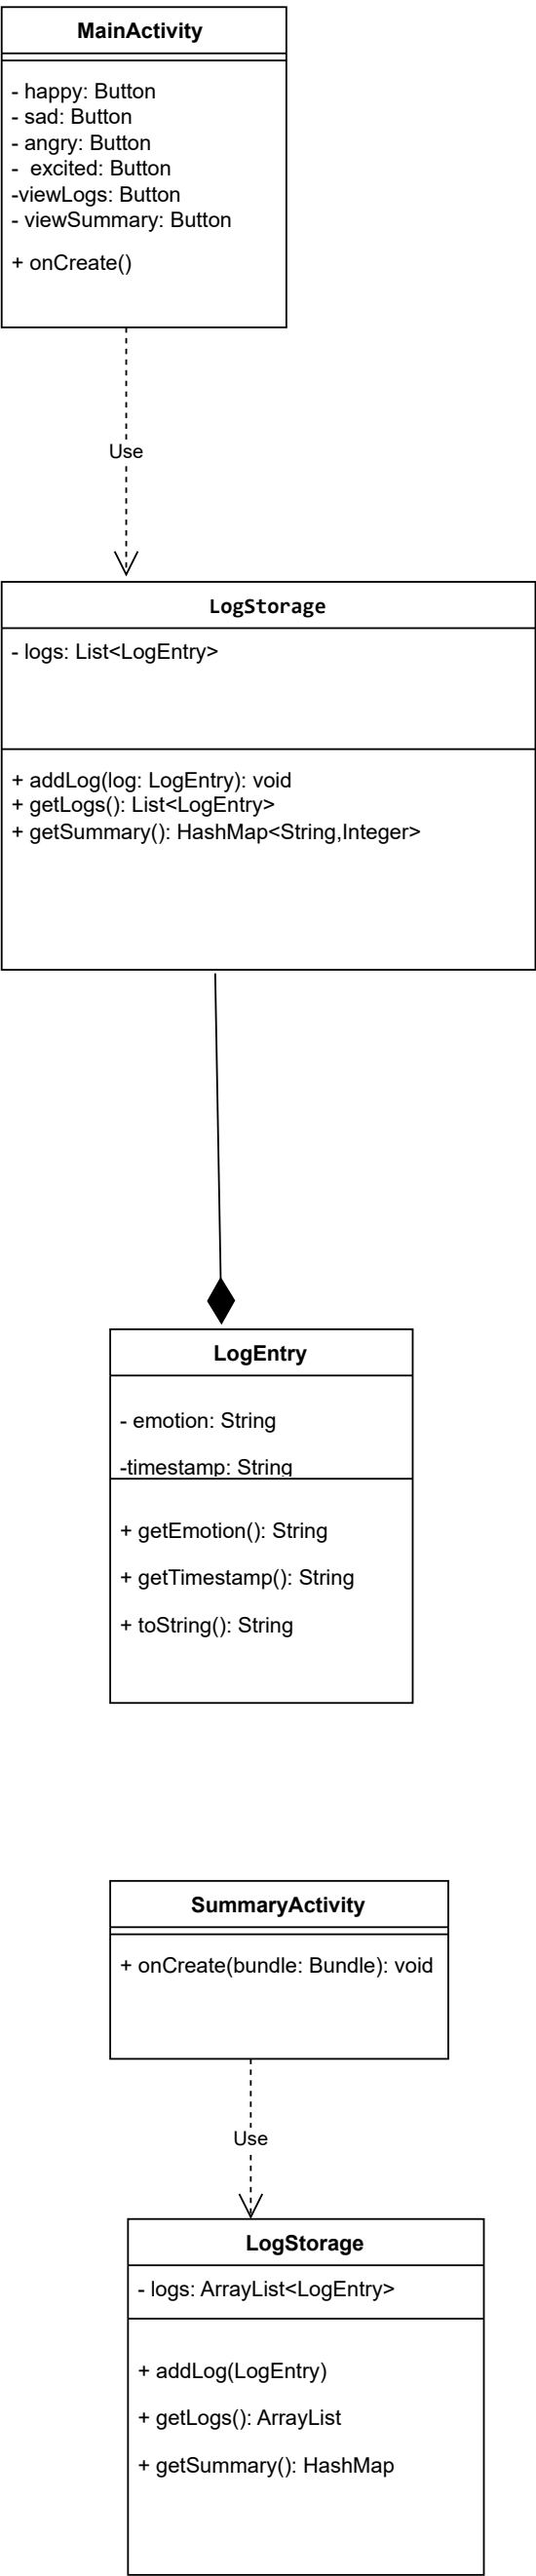 MainActivity
- happy: Button
- sad: Button
- angry: Button
-  excited: Button
-viewLogs: Button
- viewSummary: Button
+ onCreate()
Use
LogStorage
- logs: List<LogEntry>
+ addLog(log: LogEntry): void
+ getLogs(): List<LogEntry>
+ getSummary(): HashMap<String,Integer>
LogEntry
- emotion: String
-timestamp: String
+ getEmotion(): String
+ getTimestamp(): String
+ toString(): String
SummaryActivity
+ onCreate(bundle: Bundle): void
Use
LogStorage
- logs: ArrayList<LogEntry>
+ addLog(LogEntry)
+ getLogs(): ArrayList
+ getSummary(): HashMap